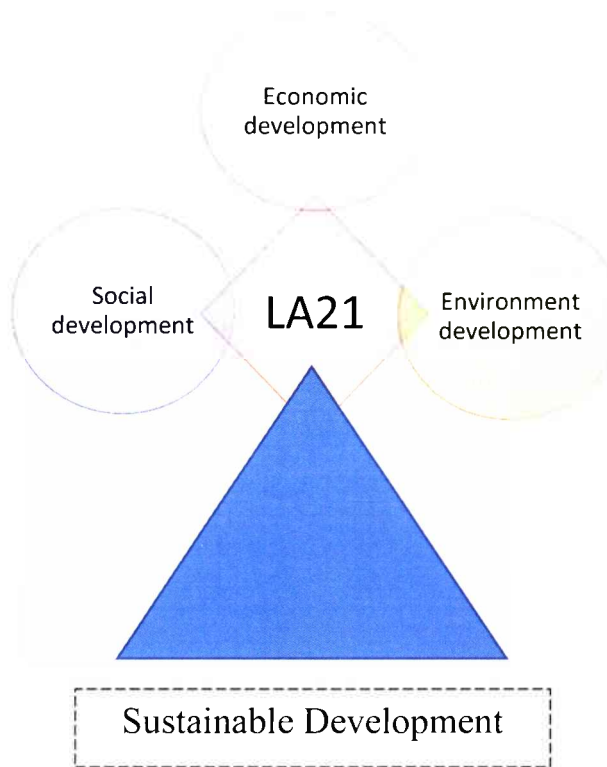 Economic
development
Social
development
LA21
Environment
development
Sustainable Development